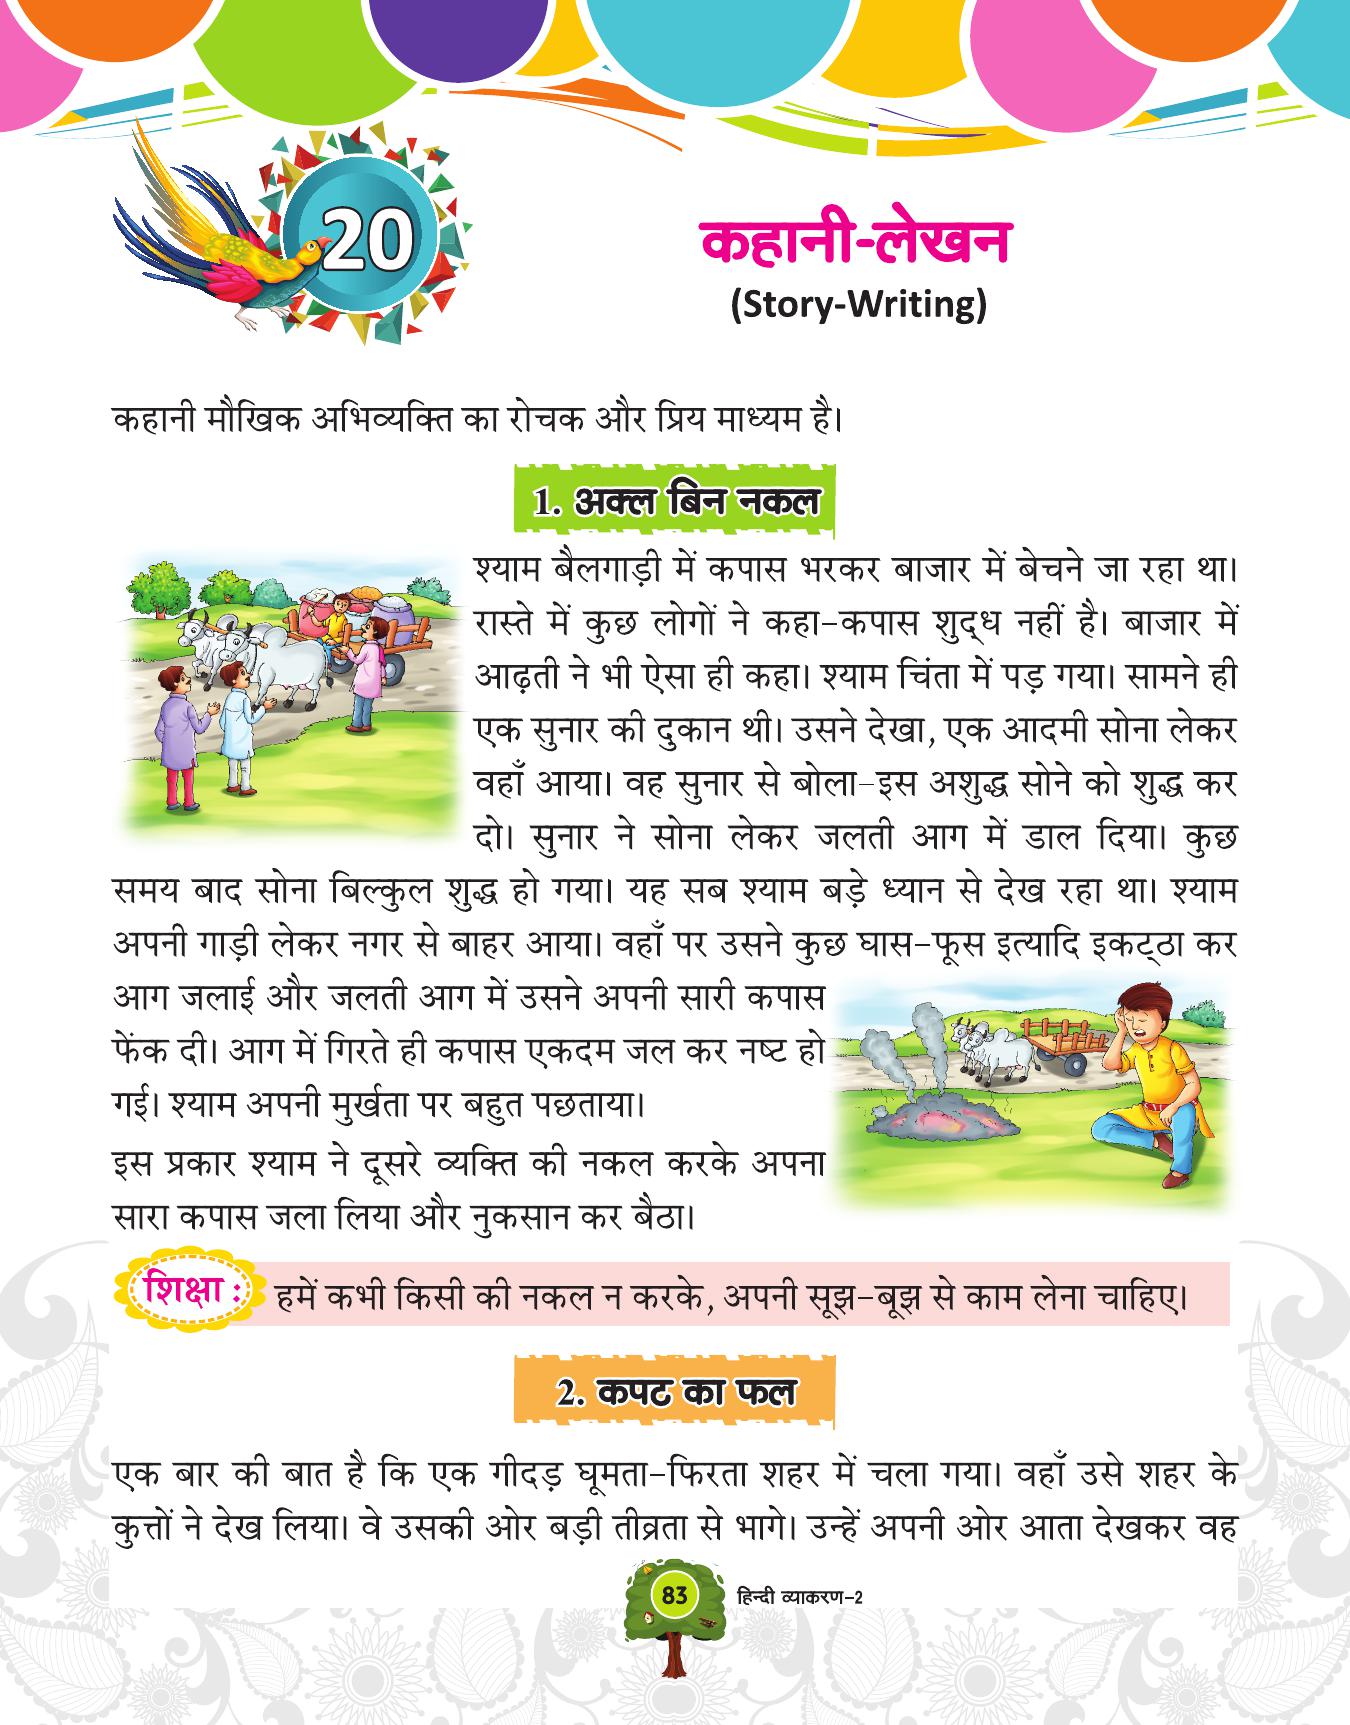 20
कहानी-लेखन
(Story-Writing)
कहानी मौखिक अभिव्यक्ति का रोचक और प्रिय माध्यम है।
1. अक्ल बिन नकल
श्याम बैलगाड़ी में कपास भरकर बाजार में बेचने जा रहा था।
रास्ते में कुछ लोगों ने कहा–कपास शुद्ध नहीं है। बाजार में
आढ़ती ने भी ऐसा ही कहा। श्याम चिंता में पड़ गया। सामने ही
एक सुनार की दुकान थी। उसने देखा, एक आदमी सोना लेकर
वहाँ आया। वह सुनार से बोला–इस अशुद्ध सोने को शुद्ध कर
दो। सुनार ने सोना लेकर जलती आग में डाल दिया। कुछ
समय बाद सोना बिल्कुल शुद्ध हो गया। यह सब श्याम बड़े ध्यान से देख रहा था। श्याम
अपनी गाड़ी लेकर नगर से बाहर आया। वहाँ पर उसने कुछ घास–फूस इत्यादि इकट्ठा कर
आग जलाई और जलती आग में उसने अपनी सारी कपास
फेंक दी। आग में गिरते ही कपास एकदम जल कर नष्ट हो
गई। श्याम अपनी मुर्खता पर बहुत पछताया।
इस प्रकार श्याम ने दूसरे व्यक्ति की नकल करके अपना
सारा कपास जला लिया और नुकसान कर बैठा।
शिक्षा : हमें कभी किसी की नकल न करके, अपनी सूझ–बूझ से काम लेना चाहिए।
2. कपट का फल
एक बार की बात है कि एक गीदड़ घूमता–फिरता शहर में चला गया। वहाँ उसे शहर के
कुत्तों ने देख लिया। वे उसकी ओर बड़ी तीव्रता से भागे। उन्हें अपनी ओर आता देखकर वह
83 हिन्दी व्याकरण–2